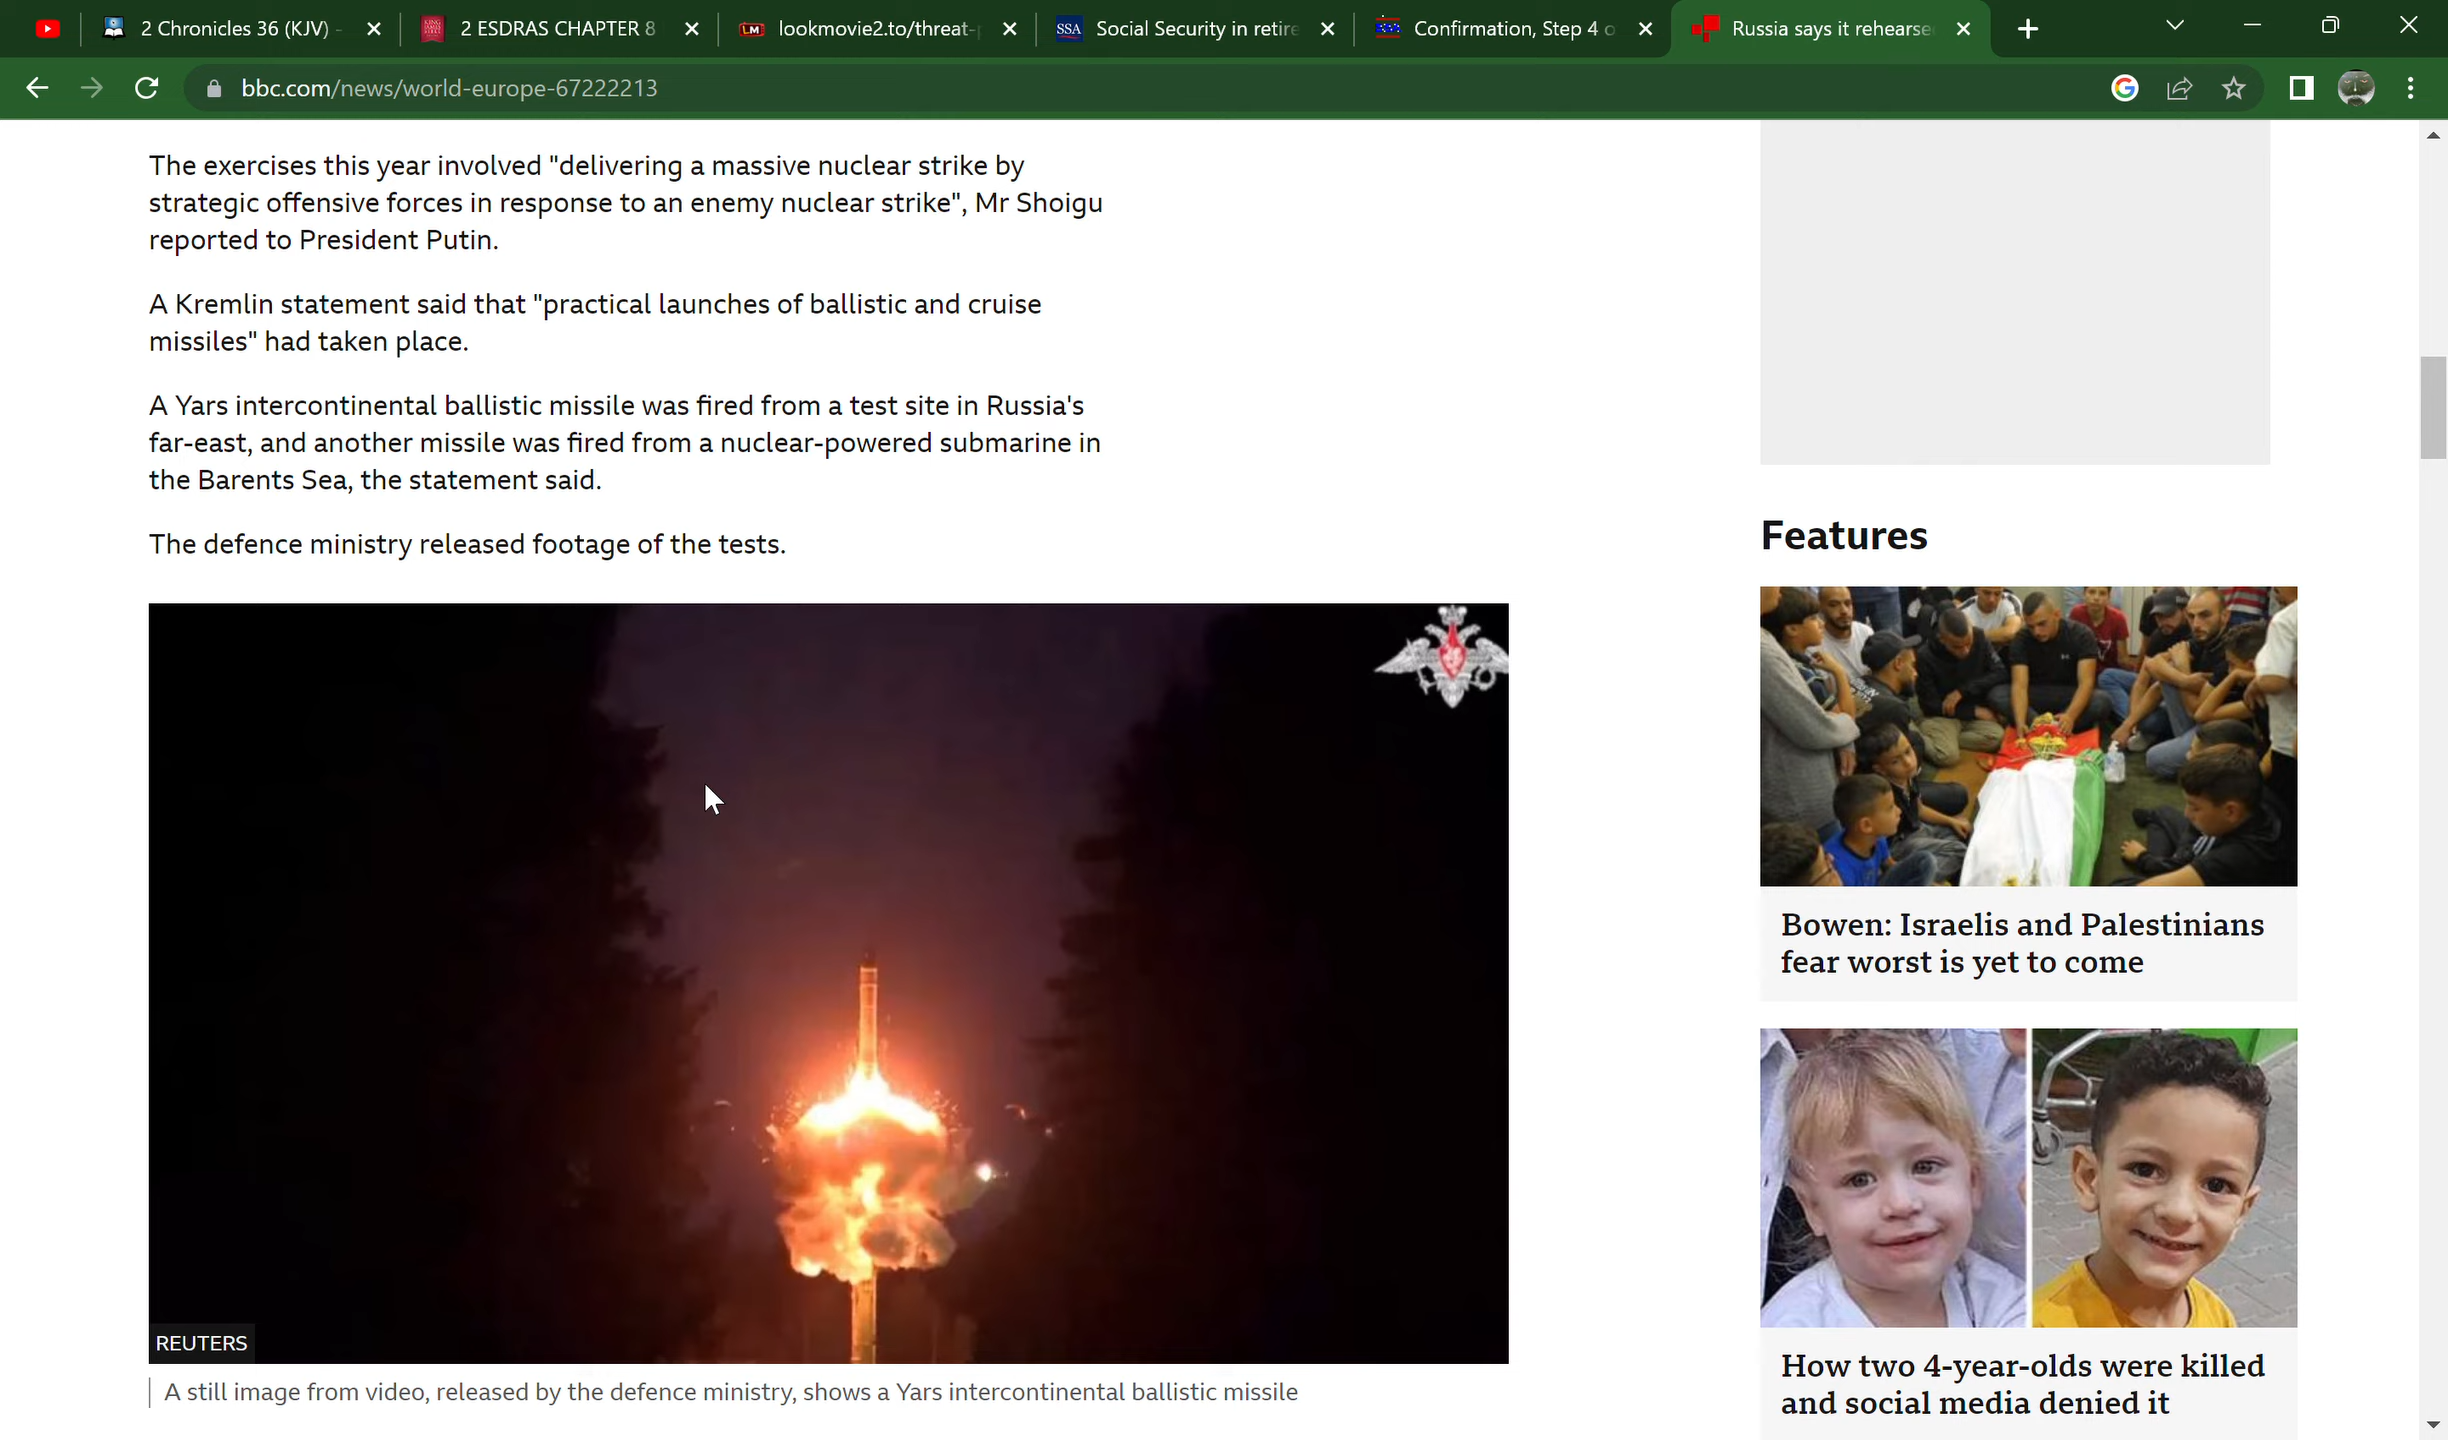 2 Chronicles 36 (KJV) -
2 ESDRAS CHAPTER 8
LM
lookmovie2.to/threat-
SSA
Social Security in retire
Confirmation, Step 4 o
Russia says it rehearse
bbc.com/news/world-europe-67222213
The exercises this year involved "delivering a massive nuclear strike by
strategic offensive forces in response to an enemy nuclear strike", Mr Shoigu
reported to President Putin.
A Kremlin statement said that "practical launches of ballistic and cruise
missiles" had taken place.
A Yars intercontinental ballistic missile was fired from a test site in Russia's
far-east, and another missile was fired from a nuclear-powered submarine in
the Barents Sea, the statement said.
The defence ministry released footage of the tests.
REUTERS
A still image from video, released by the defence ministry, shows a Yars intercontinental ballistic missile
Features
Bowen: Israelis and Palestinians
fear worst is yet to come
How two 4-year-olds were killed
and social media denied it